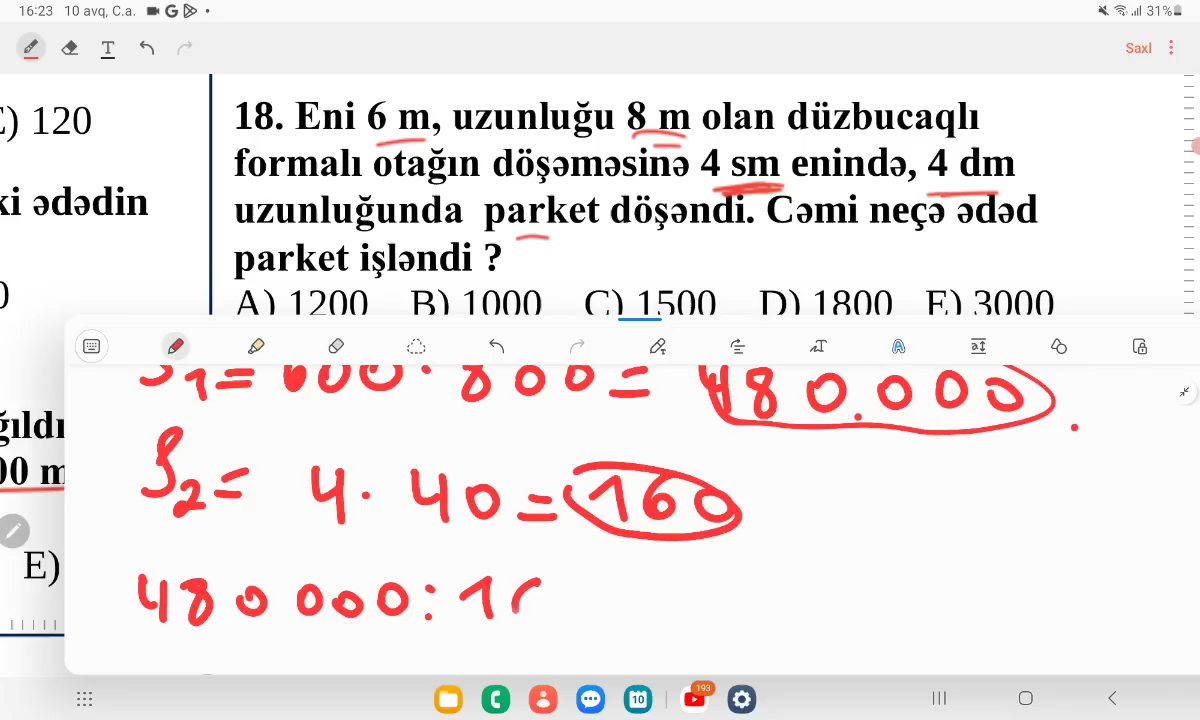 16:23 10 avq, C.a. 31%
T Saxl
E) 120
ki ədədin
0
ğıldı
00 m
E)
18. Eni 6 m, uzunluğu 8 m olan düzbucaqlı
formalı otağın döşəməsinə 4 sm enində, 4 dm
uzunluğunda parket döşəndi. Cəmi neçə ədəd
parket işləndi ?
A) 1200 B) 1000 C) 1500 D) 1800 E) 3000
S1 = 600 · 800 = 480.000
S2 = 4 · 40 = 160
480 000 : 1
10 193